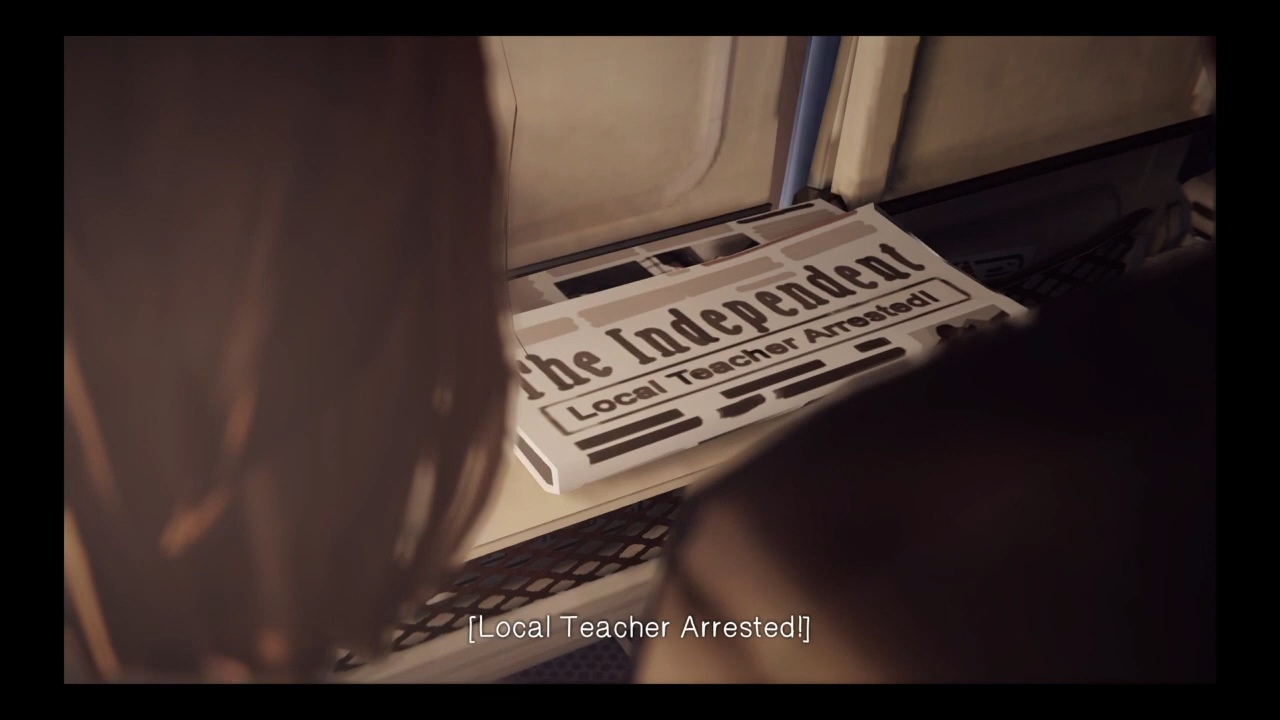 The Independent
Local Teacher Arrested!
[Local Teacher Arrested!]